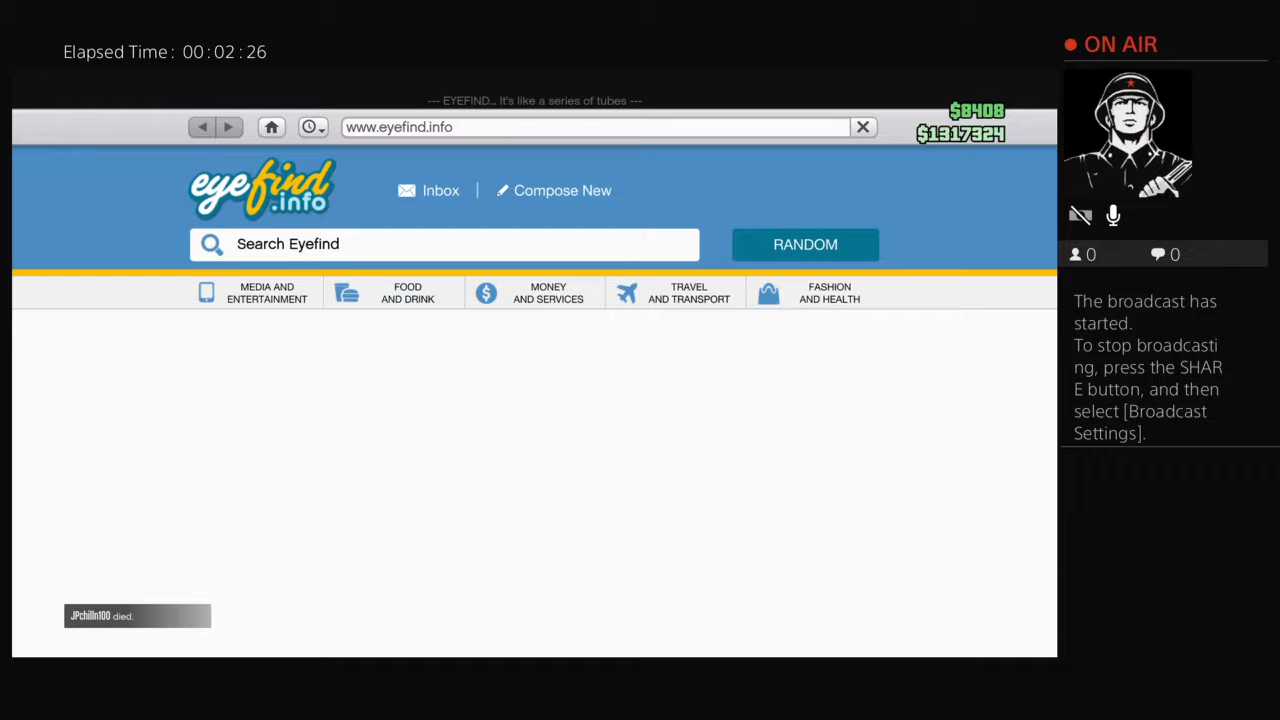 Elapsed Time: 00:02:26
ON AIR
--- EYEFIND... It's like a series of tubes ---
$8408
www.eyefind.info
$1317324
eyefind
.info
Inbox
Compose New
Search Eyefind
RANDOM
0
0
MEDIA AND
ENTERTAINMENT
FOOD
AND DRINK
MONEY
AND SERVICES
TRAVEL
AND TRANSPORT
FASHION
AND HEALTH
The broadcast has
started.
To stop broadcasti
ng, press the SHAR
E button, and then
select [Broadcast
Settings].
JPchilln100 died.